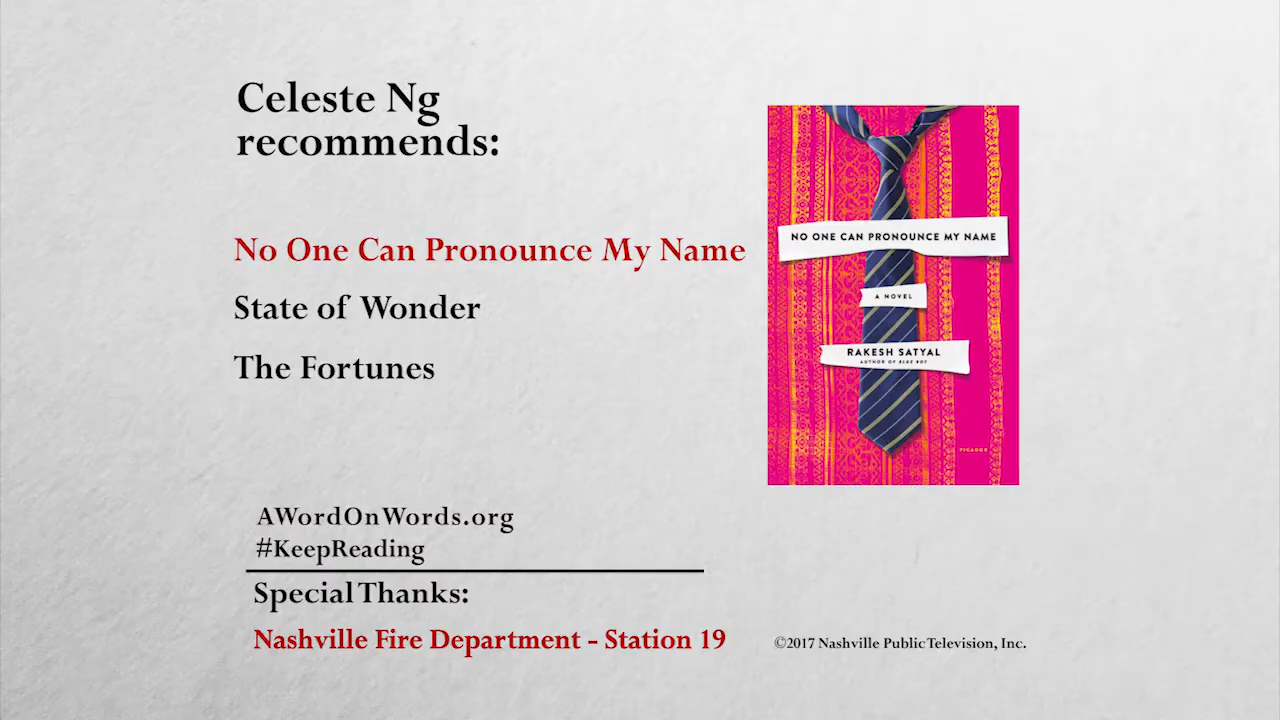 Celeste Ng
recommends:
No One Can Pronounce My Name
State of Wonder
The Fortunes
NO ONE CAN PRONOUNCE MY NAME
A NOVEL
RAKESH SATYAL
AUTHOR OF BLUE BOY
PICADOR
AWordOnWords.org
#KeepReading
Special Thanks:
Nashville Fire Department - Station 19
©2017 Nashville Public Television, Inc.